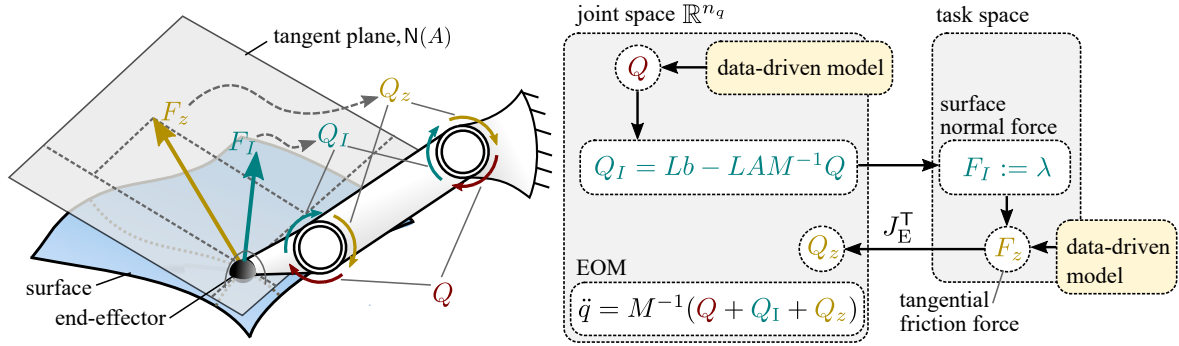 tangent plane, N(A)
F_z
Q_z
F_I
Q_I
Q
surface
end-effector
joint space ℝ^{n_q}
Q
data-driven model
Q_I = Lb − LAM^{−1}Q
Q_z
EOM
q̈ = M^{−1}(Q + Q_I + Q_z)
J_E^T
task space
surface
normal force
F_I := λ
F_z
data-driven
model
tangential
friction force